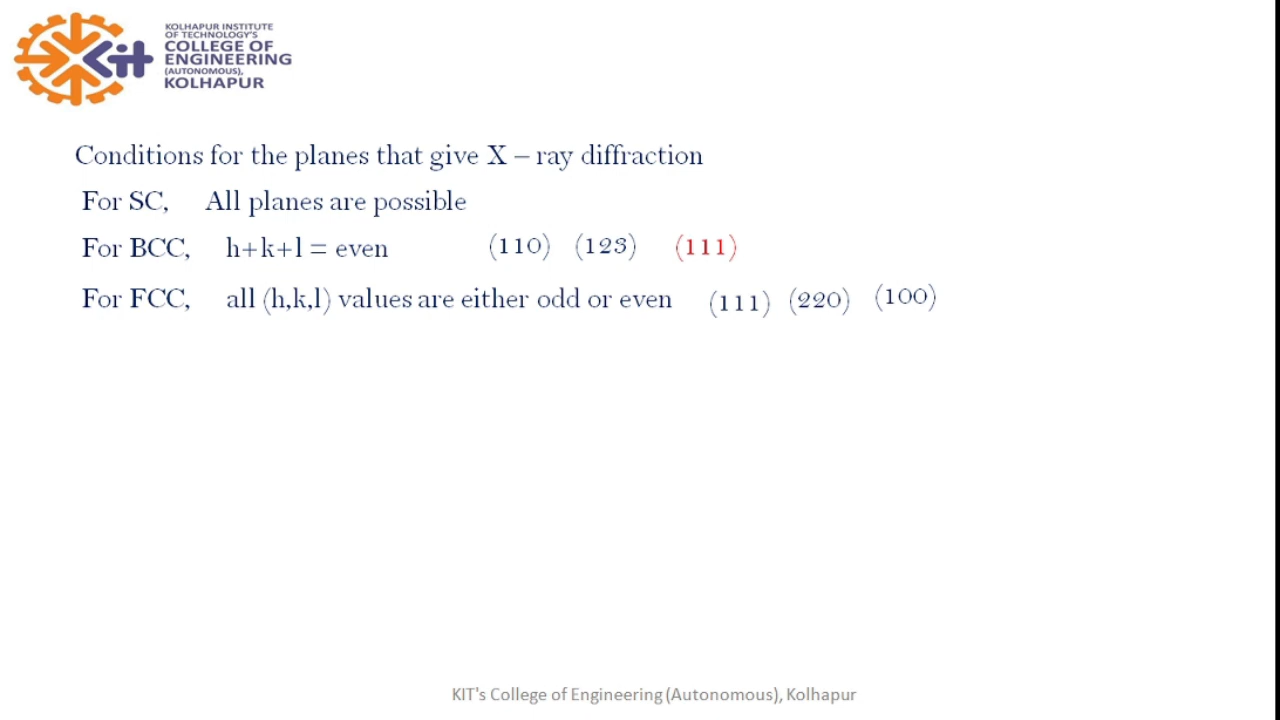 KOLHAPUR INSTITUTE
OF TECHNOLOGY'S
COLLEGE OF
ENGINEERING
(AUTONOMOUS),
KOLHAPUR
Kit
Conditions for the planes that give X – ray diffraction
For SC, All planes are possible
For BCC, h+k+l = even (110) (123) (111)
For FCC, all (h,k,l) values are either odd or even (111) (220) (100)
KIT's College of Engineering (Autonomous), Kolhapur